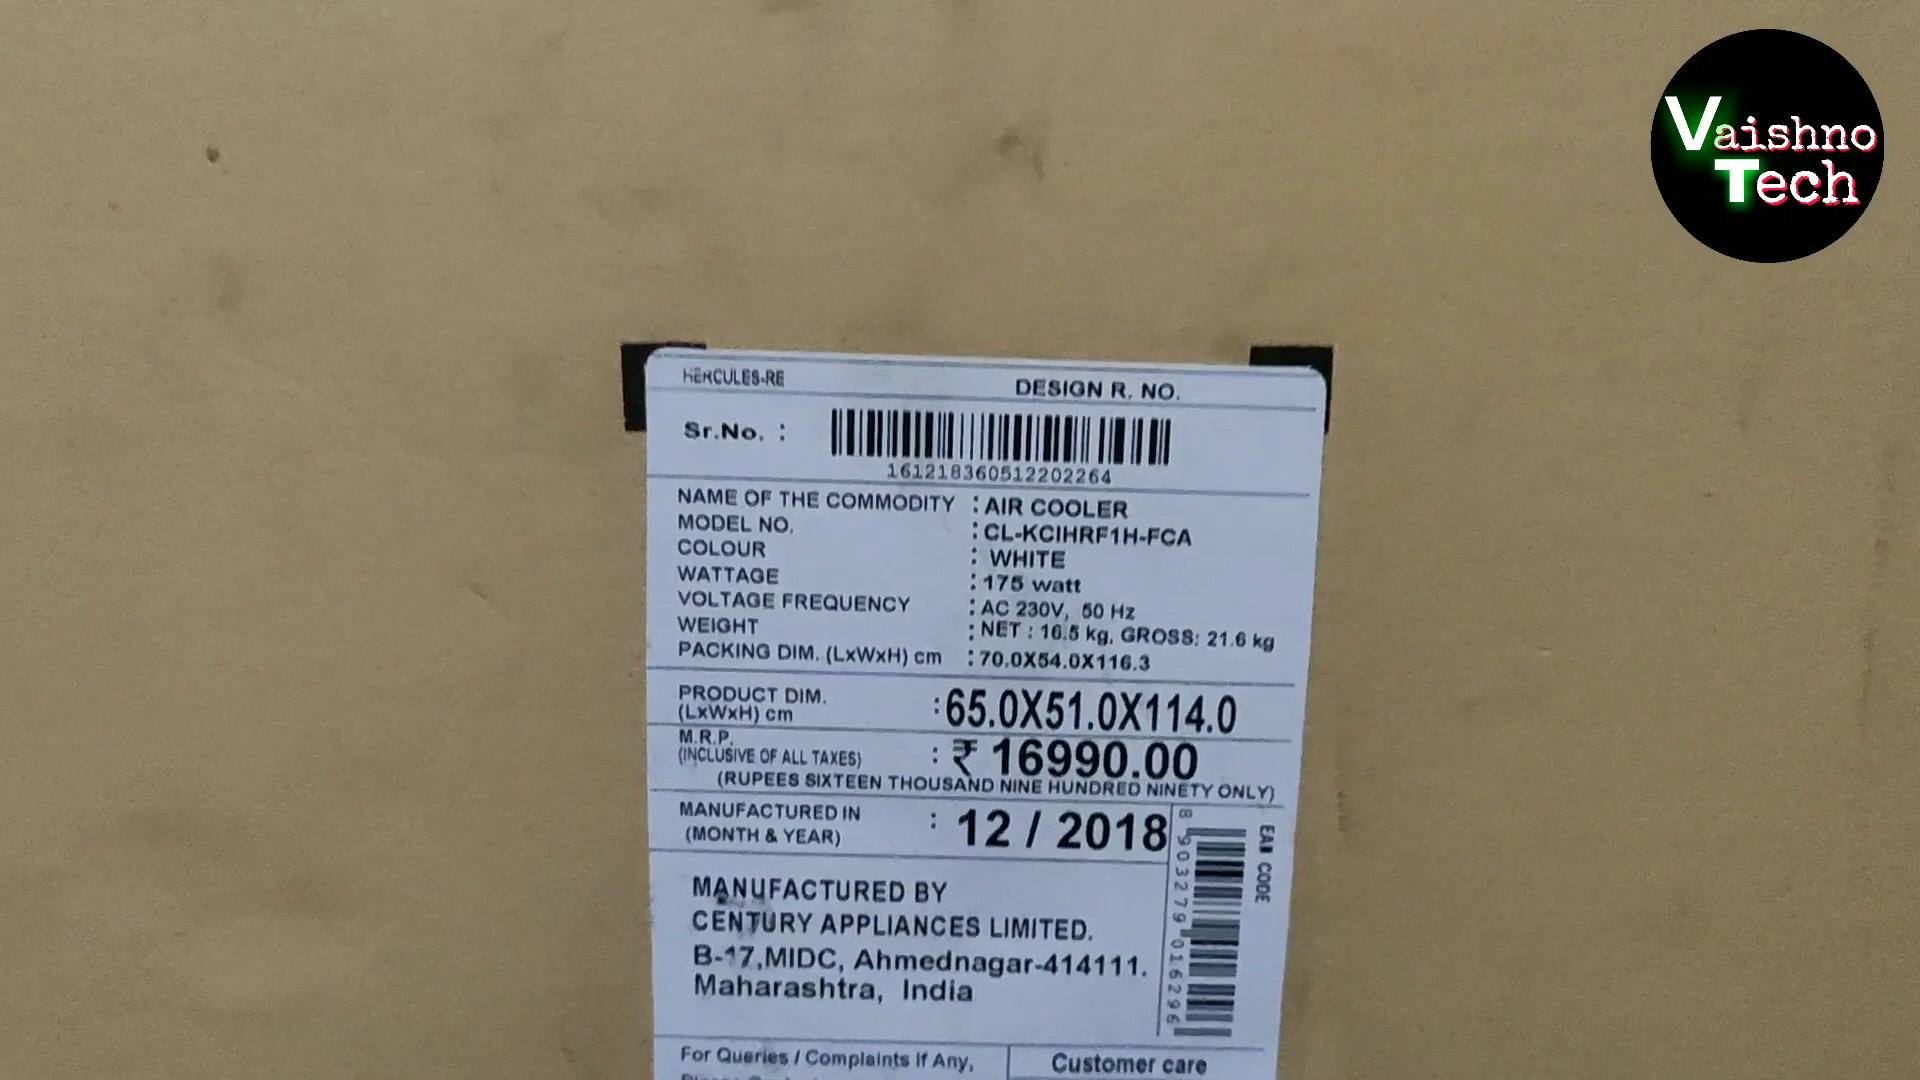 Vaishno
Tech
HERCULES-RE DESIGN R. NO.
Sr.No. :
161218360512202264
NAME OF THE COMMODITY : AIR COOLER
MODEL NO. : CL-KCIHRF1H-FCA
COLOUR : WHITE
WATTAGE : 175 watt
VOLTAGE FREQUENCY : AC 230V, 50 Hz
WEIGHT : NET : 16.5 kg, GROSS: 21.6 kg
PACKING DIM. (LxWxH) cm : 70.0X54.0X116.3
PRODUCT DIM.
(LxWxH) cm : 65.0X51.0X114.0
M.R.P.
(INCLUSIVE OF ALL TAXES) : ₹ 16990.00
(RUPEES SIXTEEN THOUSAND NINE HUNDRED NINETY ONLY)
MANUFACTURED IN
(MONTH & YEAR) : 12 / 2018
EAN CODE
8 903279 016296
MANUFACTURED BY
CENTURY APPLIANCES LIMITED.
B-17,MIDC, Ahmednagar-414111.
Maharashtra, India
For Queries / Complaints If Any,
Customer care